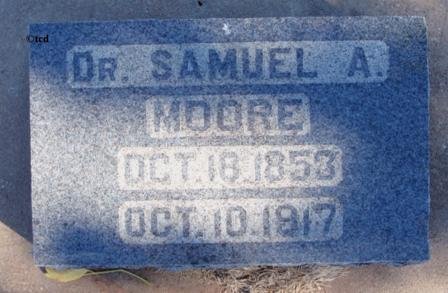 ©tcd
DR. SAMUEL A.
MOORE
OCT. 18. 1853
OCT. 10. 1917